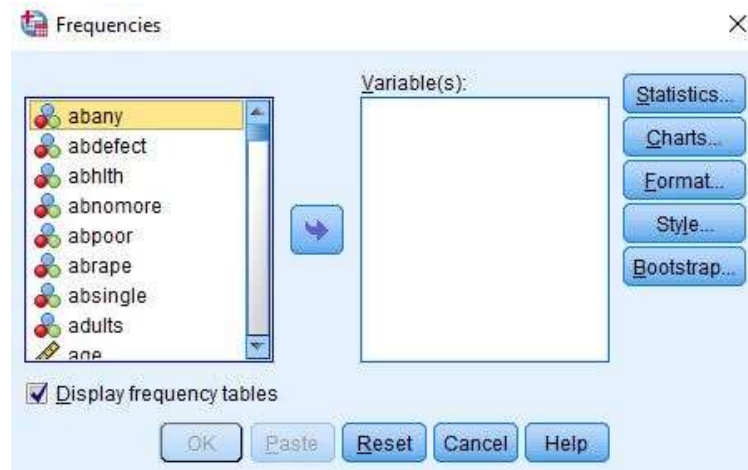 Frequencies
Variable(s):
abany
abdefect
abhlth
abnomore
abpoor
abrape
absingle
adults
age
Statistics...
Charts...
Format...
Style...
Bootstrap...
Display frequency tables
OK Paste Reset Cancel Help